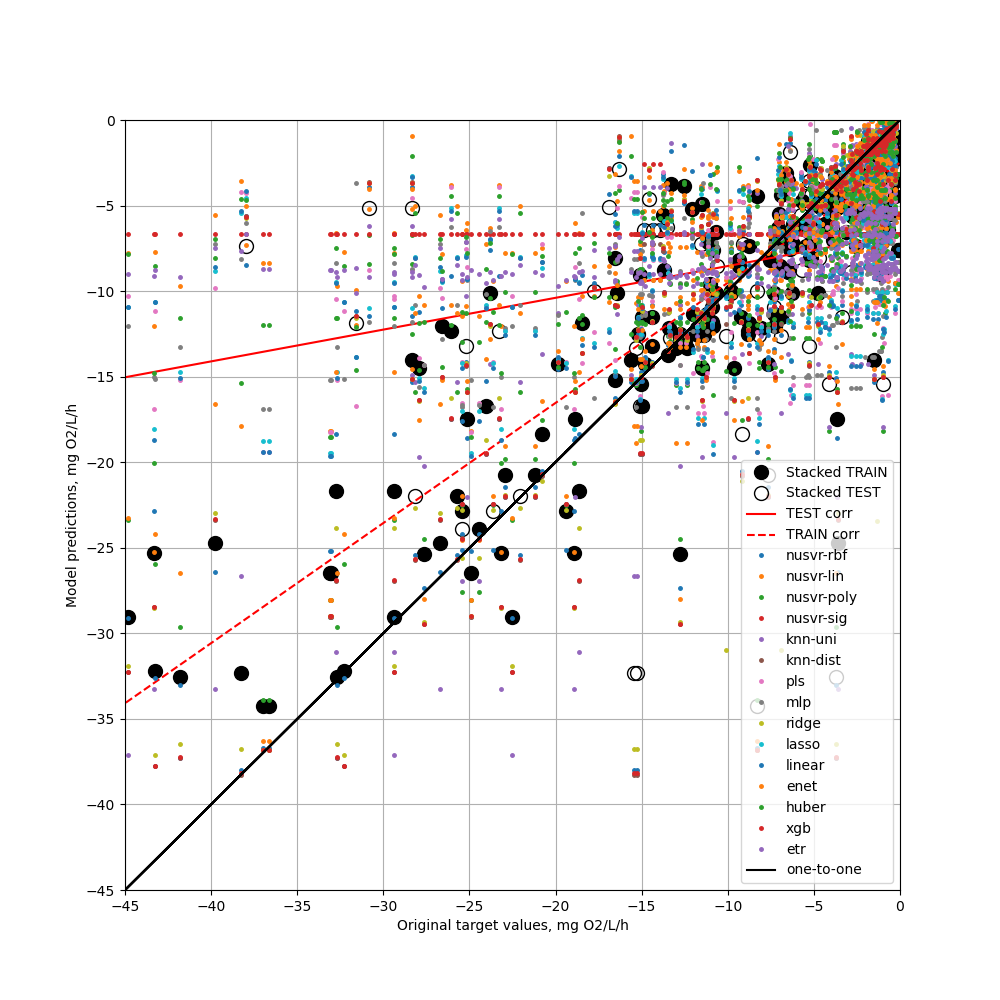 0
−5
−10
−15
−20
−25
−30
−35
−40
−45
−45
−40
−35
−30
−25
−20
−15
−10
−5
0
Model predictions, mg O2/L/h
Original target values, mg O2/L/h
Stacked TRAIN
Stacked TEST
TEST corr
TRAIN corr
nusvr-rbf
nusvr-lin
nusvr-poly
nusvr-sig
knn-uni
knn-dist
pls
mlp
ridge
lasso
linear
enet
huber
xgb
etr
one-to-one